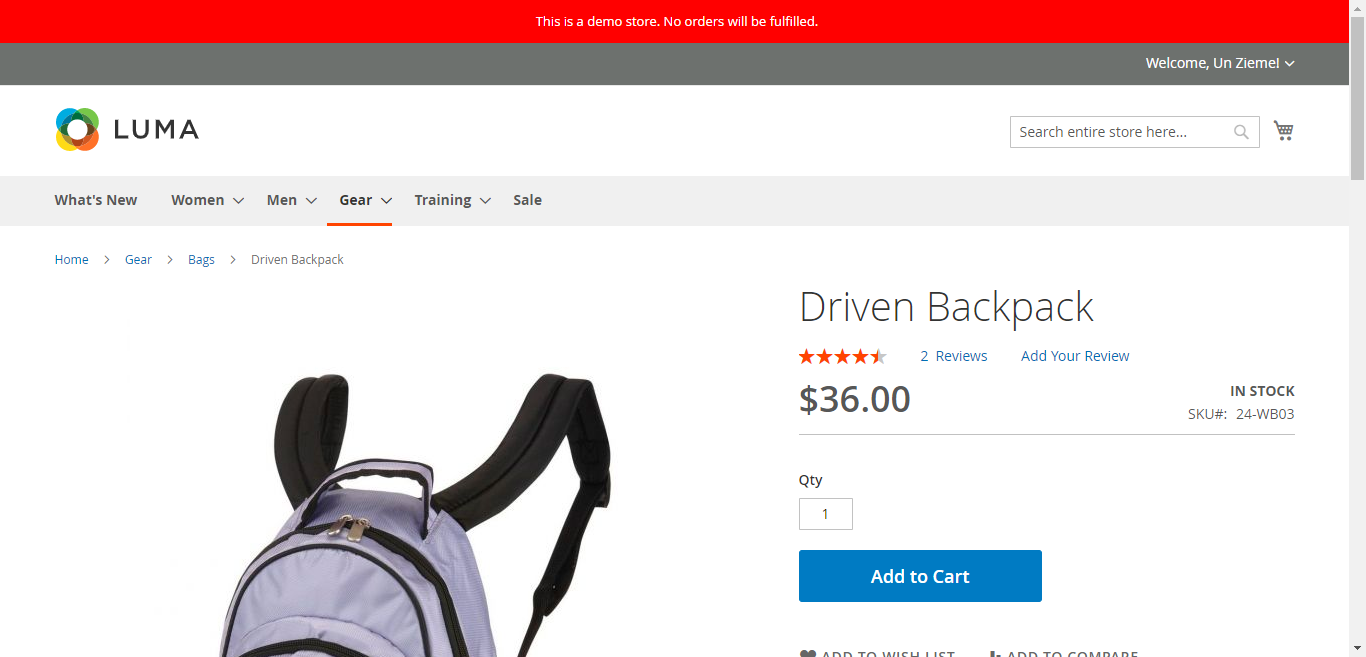 This is a demo store. No orders will be fulfilled.
Welcome, Un Zieme!
LUMA
Search entire store here...
What's New Women Men Gear Training Sale
Home Gear Bags Driven Backpack
Driven Backpack
2 Reviews Add Your Review
$36.00
IN STOCK
SKU#: 24-WB03
Qty
1
Add to Cart
ADD TO WISH LIST ADD TO COMPARE